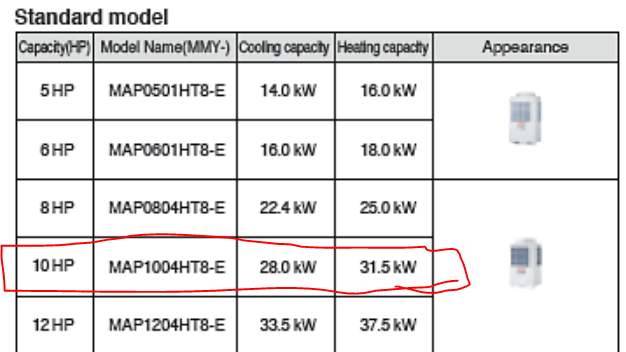 Standard model
Capacity(HP) Model Name(MMY-) Cooling capacity Heating capacity Appearance
5 HP MAP0501HT8-E 14.0 kW 16.0 kW
6 HP MAP0601HT8-E 16.0 kW 18.0 kW
8 HP MAP0804HT8-E 22.4 kW 25.0 kW
10 HP MAP1004HT8-E 28.0 kW 31.5 kW
12 HP MAP1204HT8-E 33.5 kW 37.5 kW